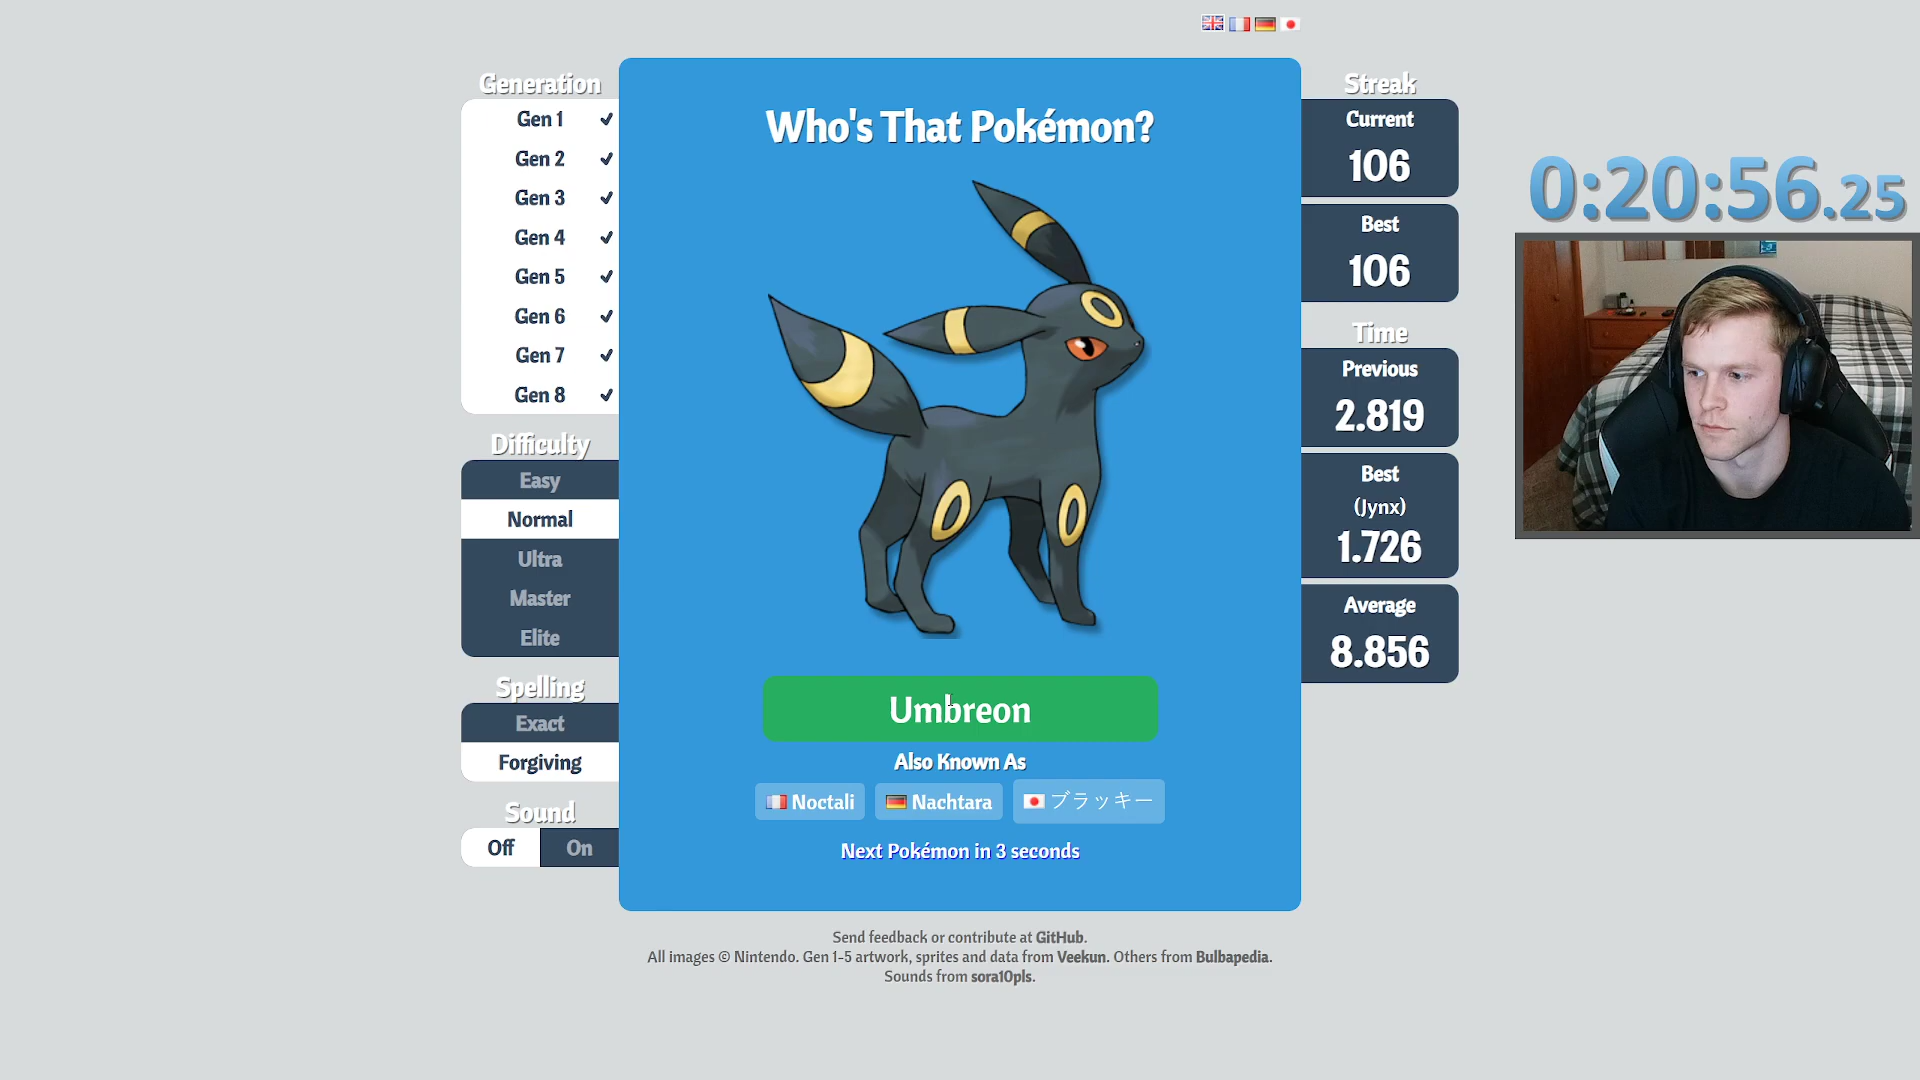 Generation
Gen 1
Gen 2
Gen 3
Gen 4
Gen 5
Gen 6
Gen 7
Gen 8
Difficulty
Easy
Normal
Ultra
Master
Elite
Spelling
Exact
Forgiving
Sound
Off On
Who's That Pokémon?
Umbreon
Also Known As
Noctali Nachtara ブラッキー
Next Pokémon in 3 seconds
Send feedback or contribute at GitHub.
All images © Nintendo. Gen 1-5 artwork, sprites and data from Veekun. Others from Bulbapedia.
Sounds from sora10pls.
Streak
Current
106
Best
106
Time
Previous
2.819
Best
(Jynx)
1.726
Average
8.856
0:20:56.25